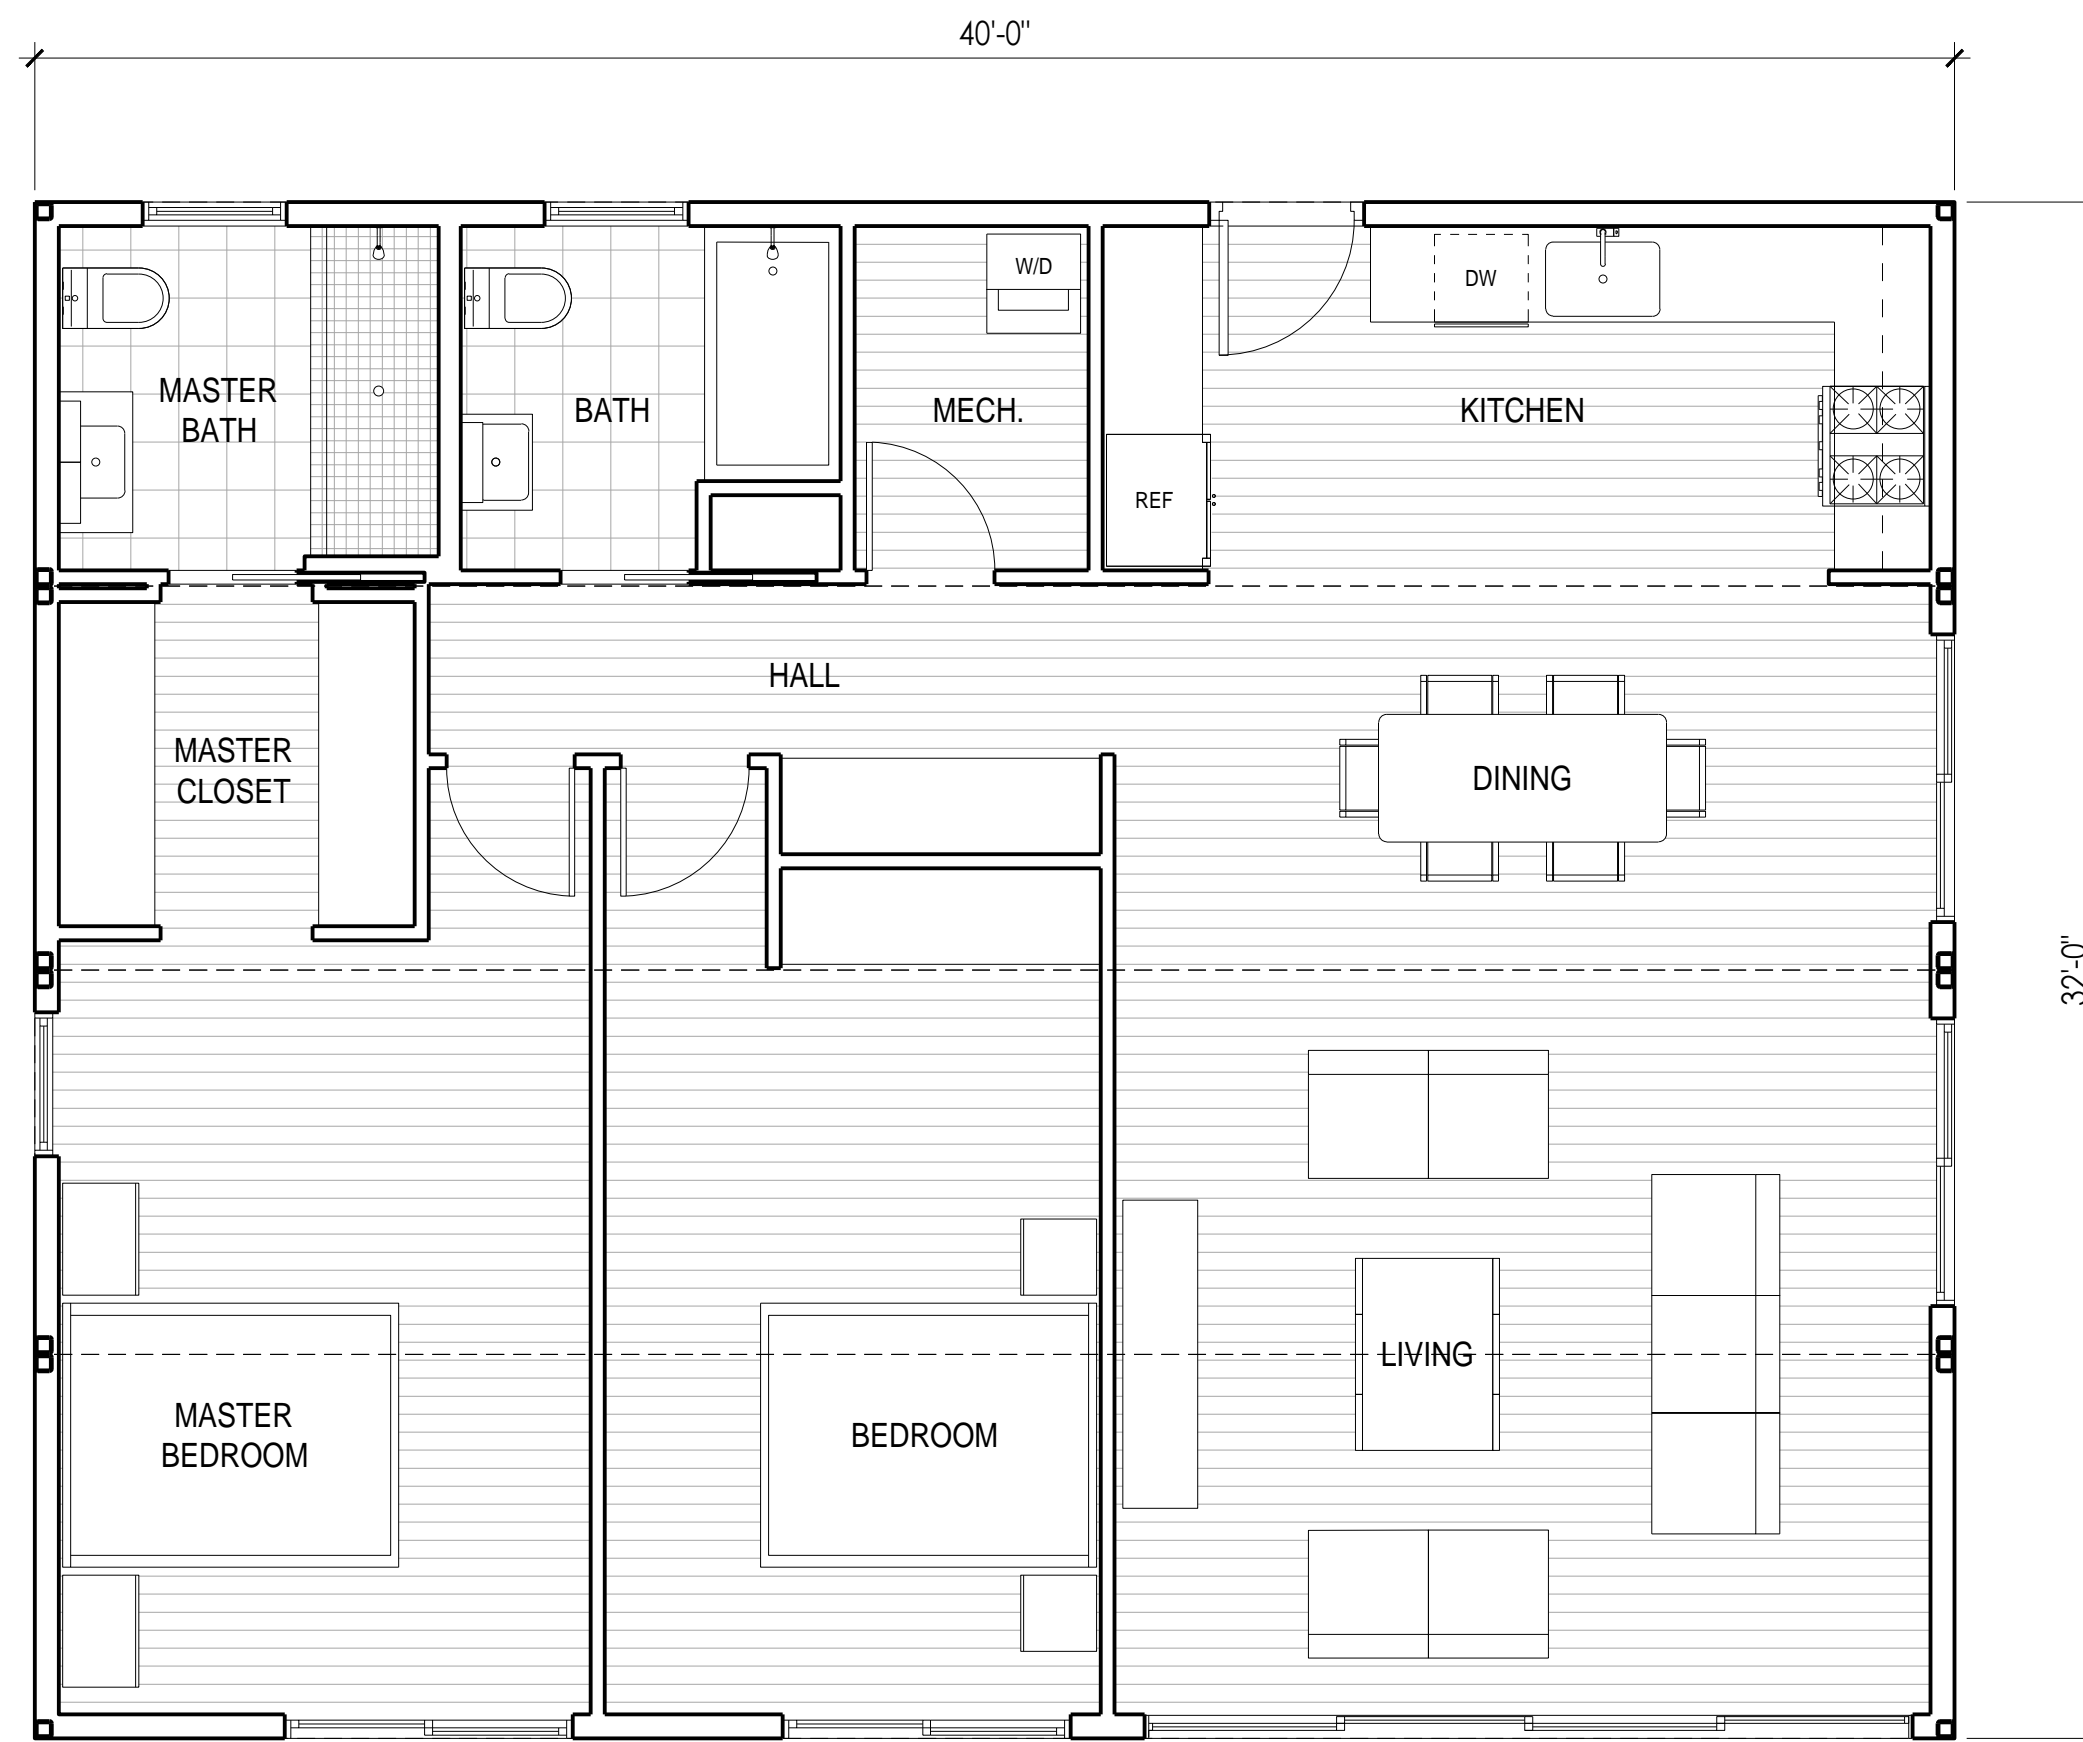 40'-0"
W/D
DW
MASTER
BATH
BATH
MECH.
KITCHEN
REF
HALL
MASTER
CLOSET
DINING
32'-0"
LIVING
MASTER
BEDROOM
BEDROOM